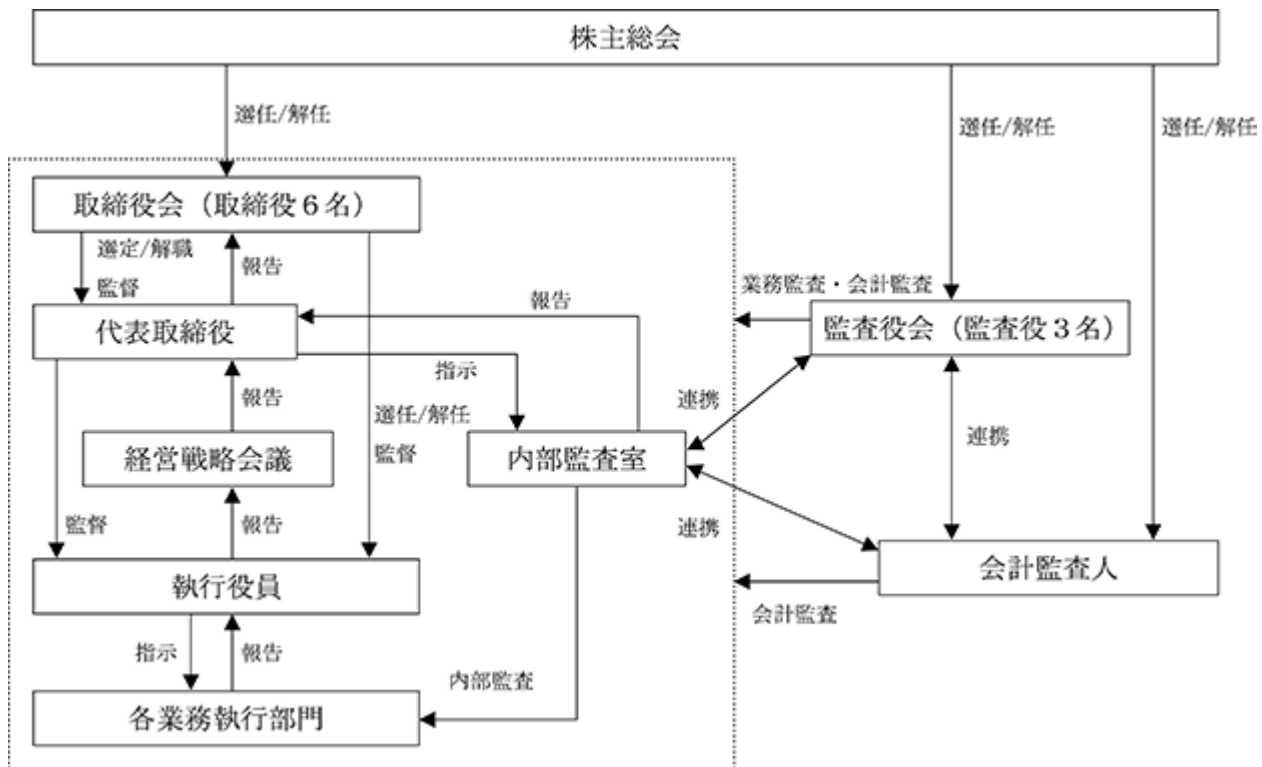 株主総会
選任/解任
選任/解任
選任/解任
取締役会（取締役６名）
選定/解職
監督
報告
業務監査・会計監査
報告
代表取締役
監査役会（監査役３名）
指示
報告
選任/解任
監督
連携
連携
経営戦略会議
内部監査室
監督
報告
連携
執行役員
会計監査人
会計監査
指示
報告
内部監査
各業務執行部門